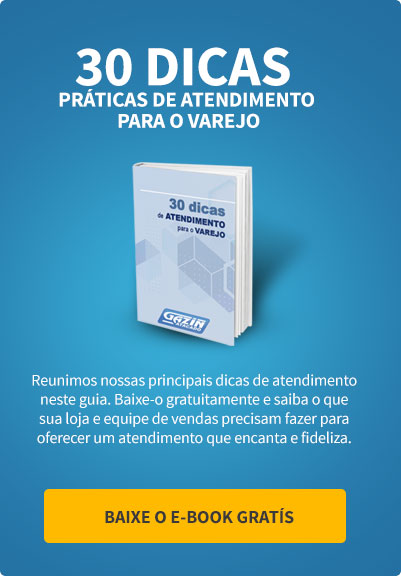 30 DICAS
PRÁTICAS DE ATENDIMENTO
PARA O VAREJO
30 dicas
de ATENDIMENTO
para o VAREJO
GAZIN
ATACADO
Reunimos nossas principais dicas de atendimento
neste guia. Baixe-o gratuitamente e saiba o que
sua loja e equipe de vendas precisam fazer para
oferecer um atendimento que encanta e fideliza.
BAIXE O E-BOOK GRATÍS